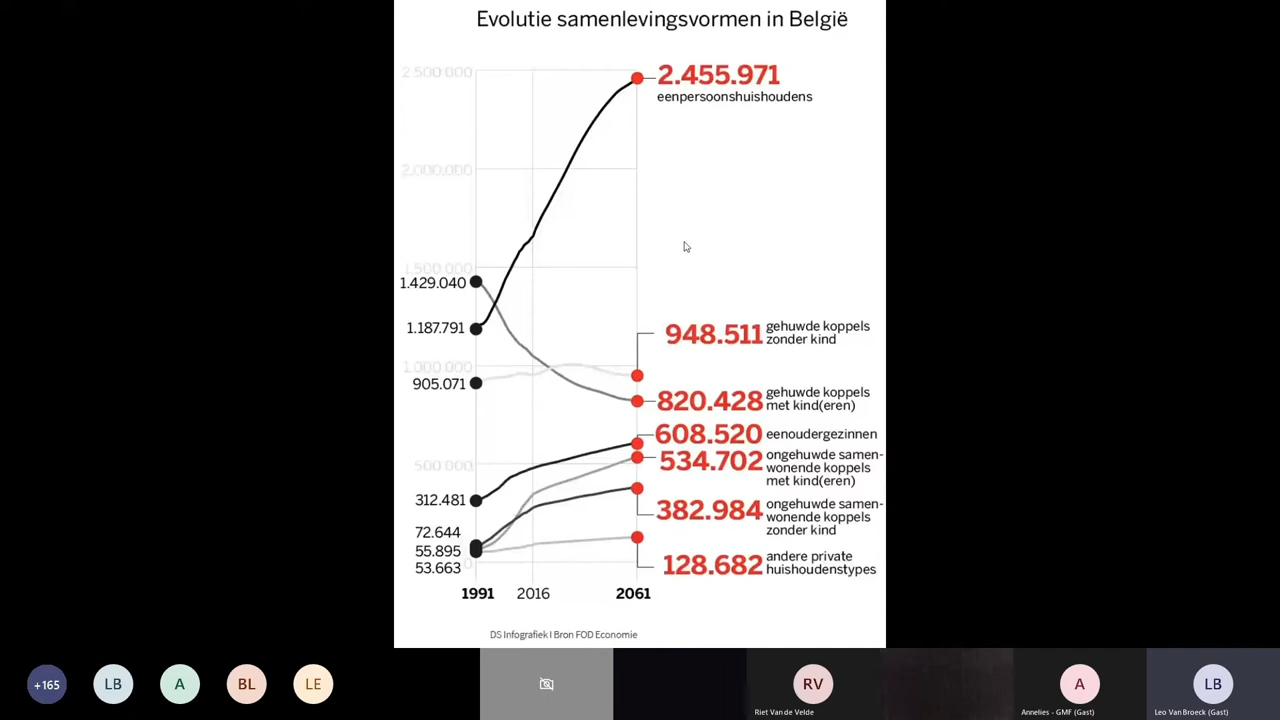 Evolutie samenlevingsvormen in België
2.500.000
2.455.971
eenpersoonshuishoudens
2.000.000
1.500.000
1.429.040
1.187.791
948.511
gehuwde koppels
zonder kind
1.000.000
905.071
820.428
gehuwde koppels
met kind(eren)
608.520
eenoudergezinnen
534.702
ongehuwde samen-
wonende koppels
met kind(eren)
500.000
312.481
382.984
ongehuwde samen-
wonende koppels
zonder kind
72.644
55.895
53.663
0
128.682
andere private
huishoudenstypes
1991
2016
2061
DS Infografiek I Bron FOD Economie
+165
LB
A
BL
LE
RV
Riet Van de Velde
A
Annelies - GMF (Gast)
LB
Leo Van Broeck (Gast)